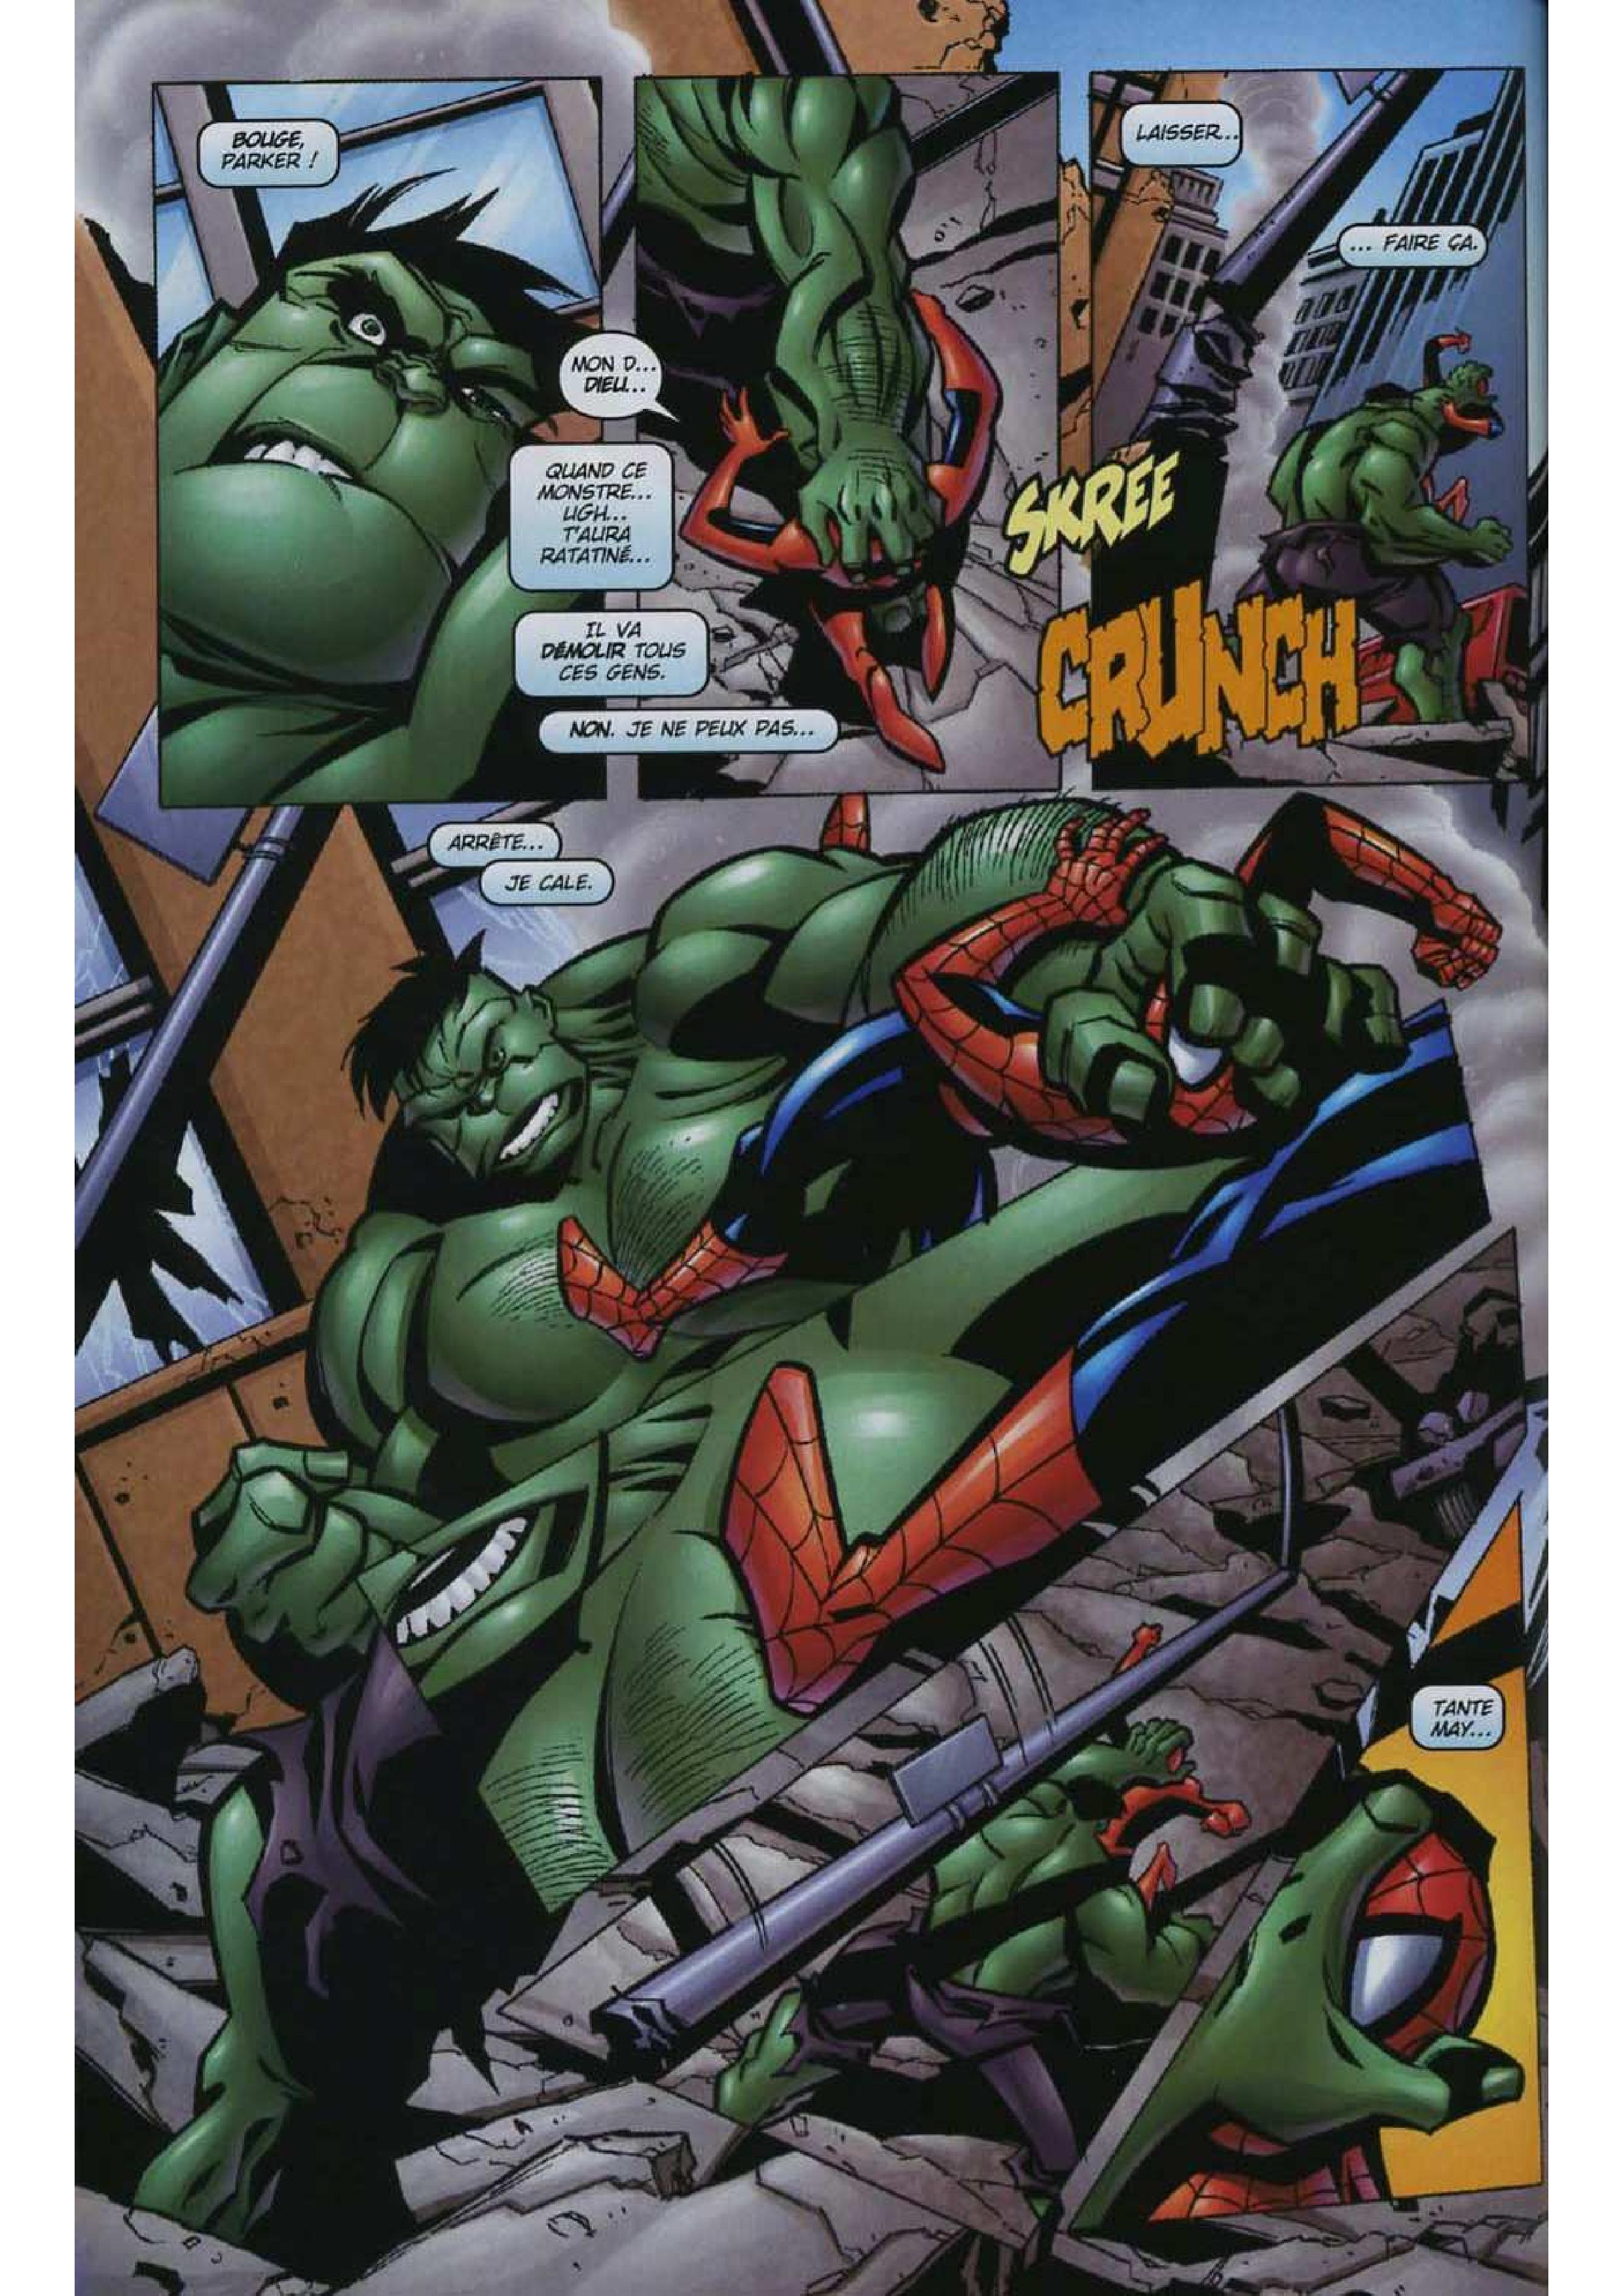 BOUGE,
PARKER !
MON D...
DIEU...
QUAND CE
MONSTRE...
UGH...
T'AURA
RATATINÉ...
IL VA
DÉMOLIR TOUS
CES GENS.
NON. JE NE PEUX PAS...
LAISSER...
... FAIRE ÇA.
SKREE
CRUNCH
ARRÊTE...
JE CALE.
TANTE
MAY...